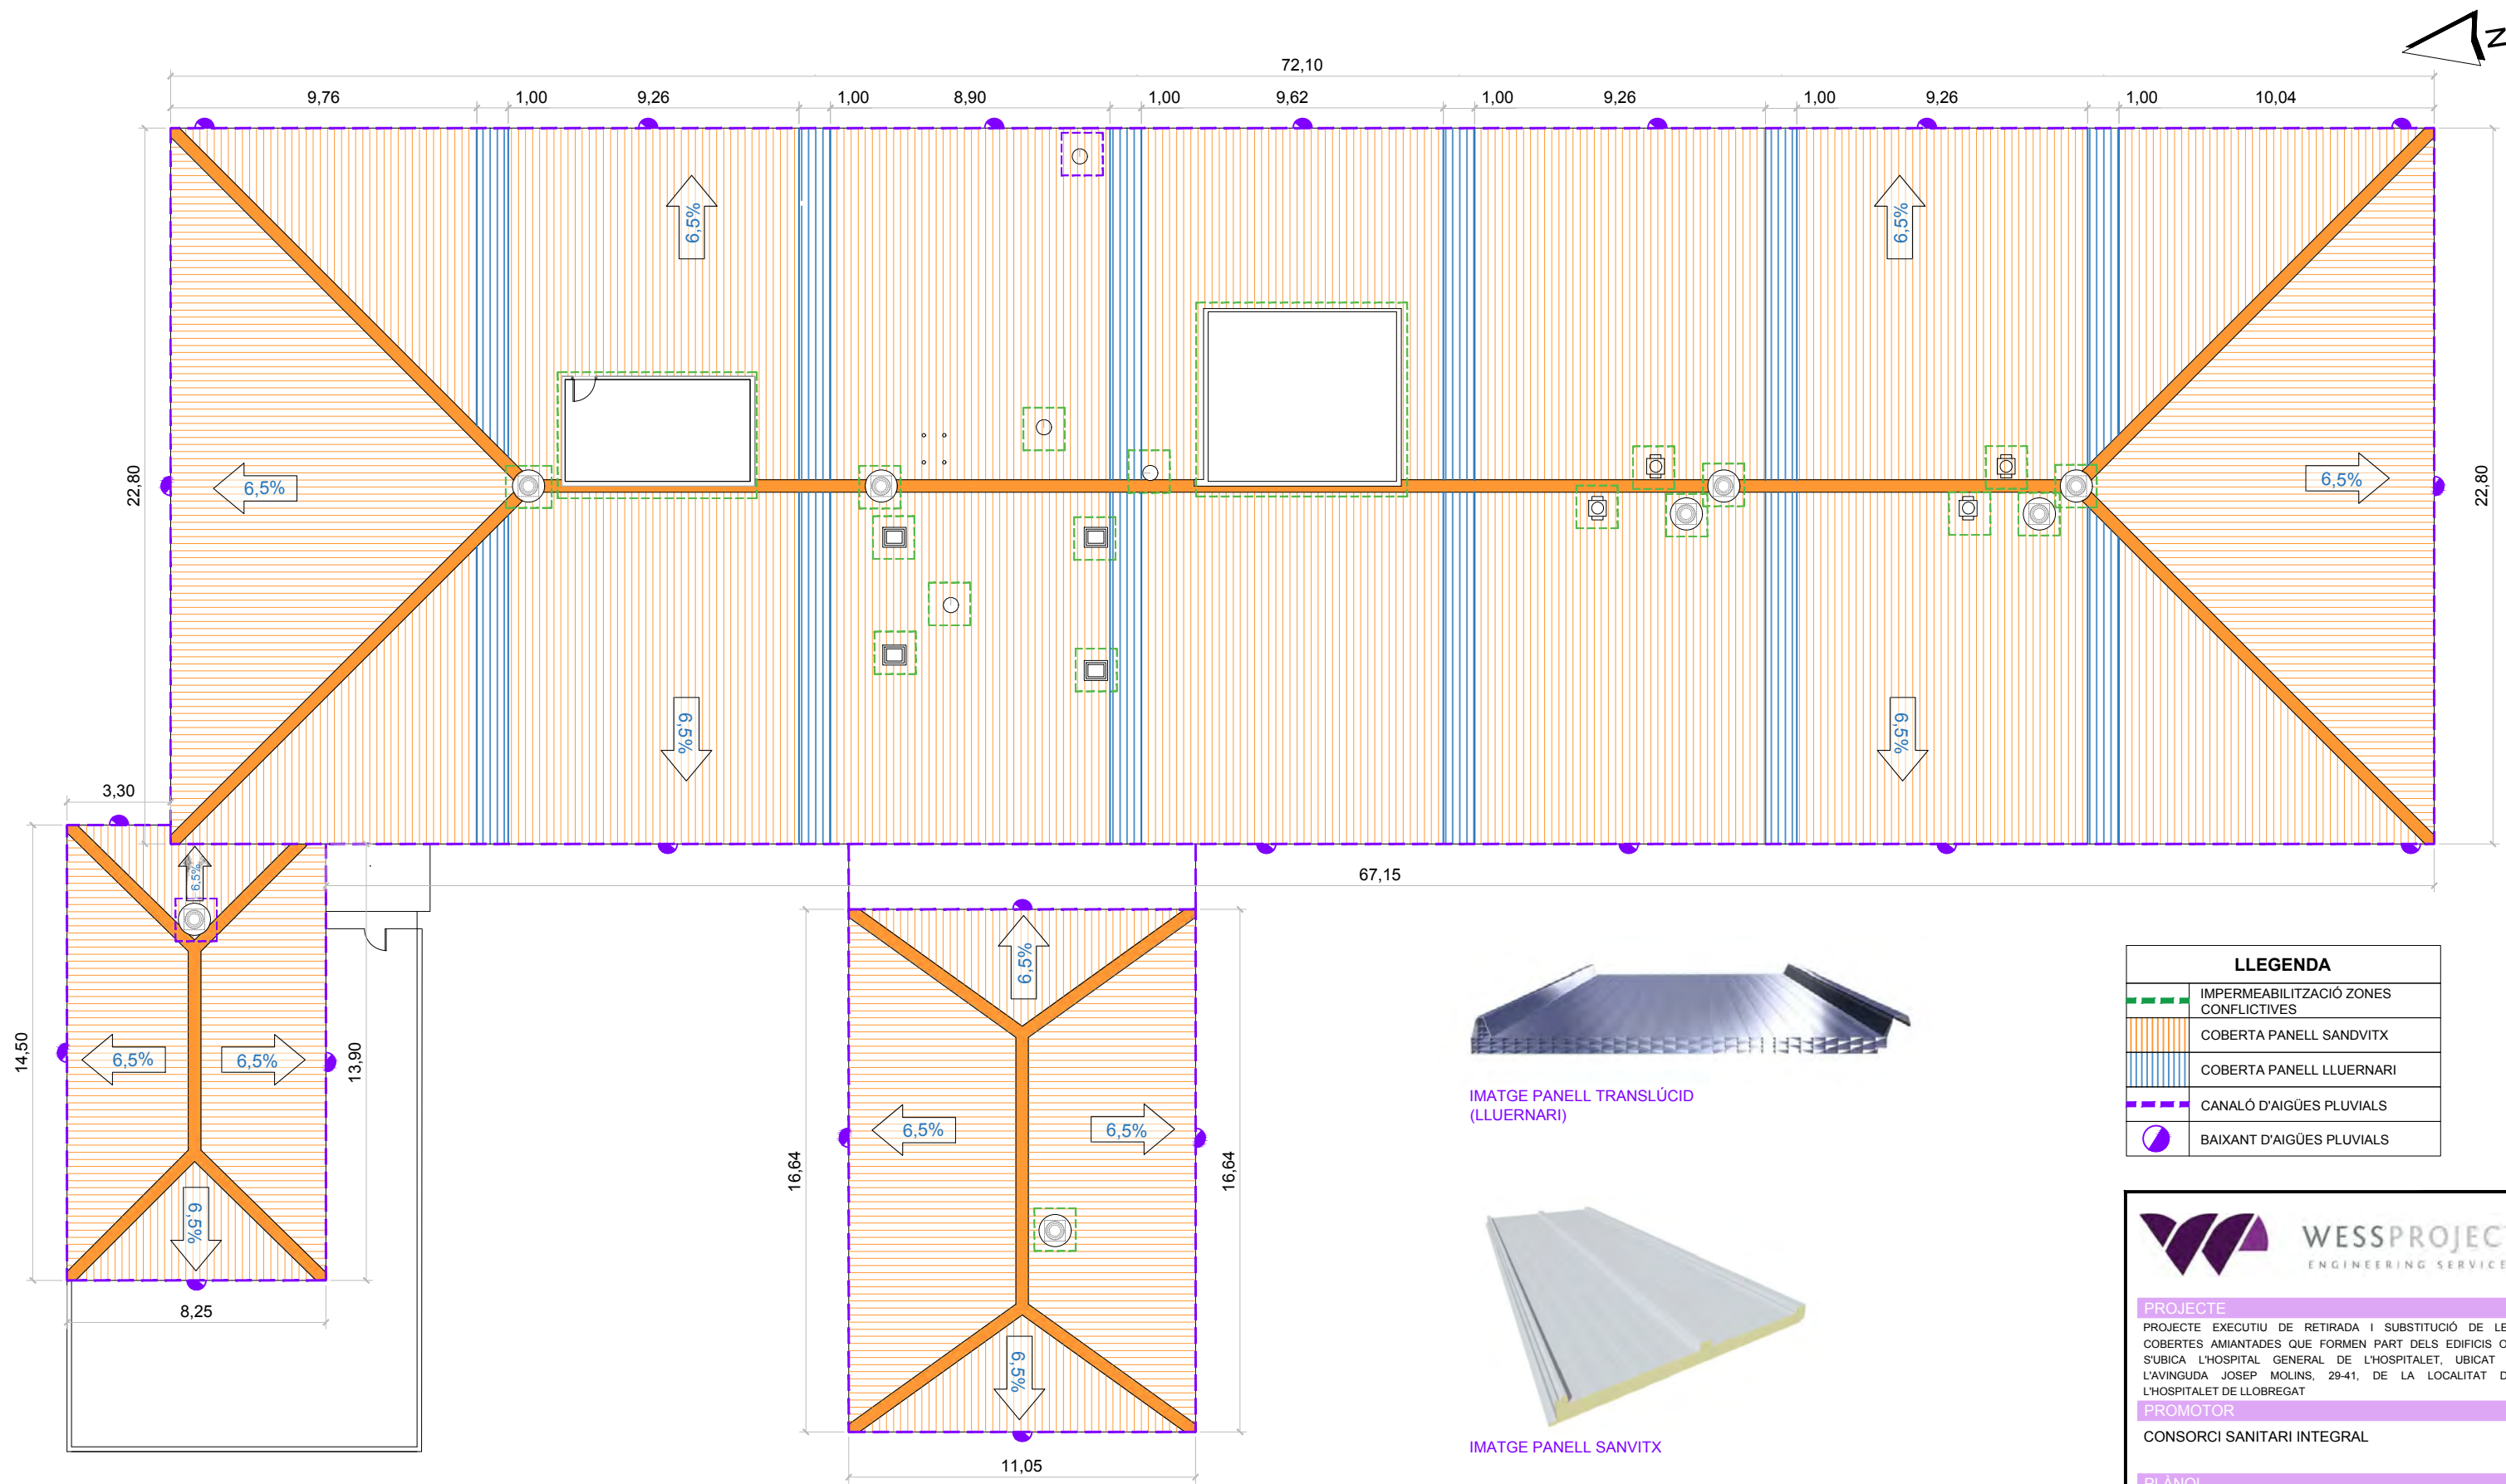 N
72,10
9,76
1,00
9,26
1,00
8,90
1,00
9,62
1,00
9,26
1,00
9,26
1,00
10,04
6,5%
6,5%
22,80
6,5%
6,5%
22,80
6,5%
6,5%
3,30
6,5%
67,15
6,5%
14,50
6,5%
6,5%
13,90
6,5%
6,5%
16,64
16,64
6,5%
6,5%
8,25
11,05
IMATGE PANELL TRANSLÚCID
(LLUERNARI)
IMATGE PANELL SANVITX
LLEGENDA
IMPERMEABILITZACIÓ ZONES
CONFLICTIVES
COBERTA PANELL SANDVITX
COBERTA PANELL LLUERNARI
CANALÓ D'AIGÜES PLUVIALS
BAIXANT D'AIGÜES PLUVIALS
WESSPROJEC
ENGINEERING SERVICE
PROJECTE
PROJECTE EXECUTIU DE RETIRADA I SUBSTITUCIÓ DE LE
COBERTES AMIANTADES QUE FORMEN PART DELS EDIFICIS O
S'UBICA L'HOSPITAL GENERAL DE L'HOSPITALET, UBICAT
L'AVINGUDA JOSEP MOLINS, 29-41, DE LA LOCALITAT D
L'HOSPITALET DE LLOBREGAT
PROMOTOR
CONSORCI SANITARI INTEGRAL
PLÀNOL